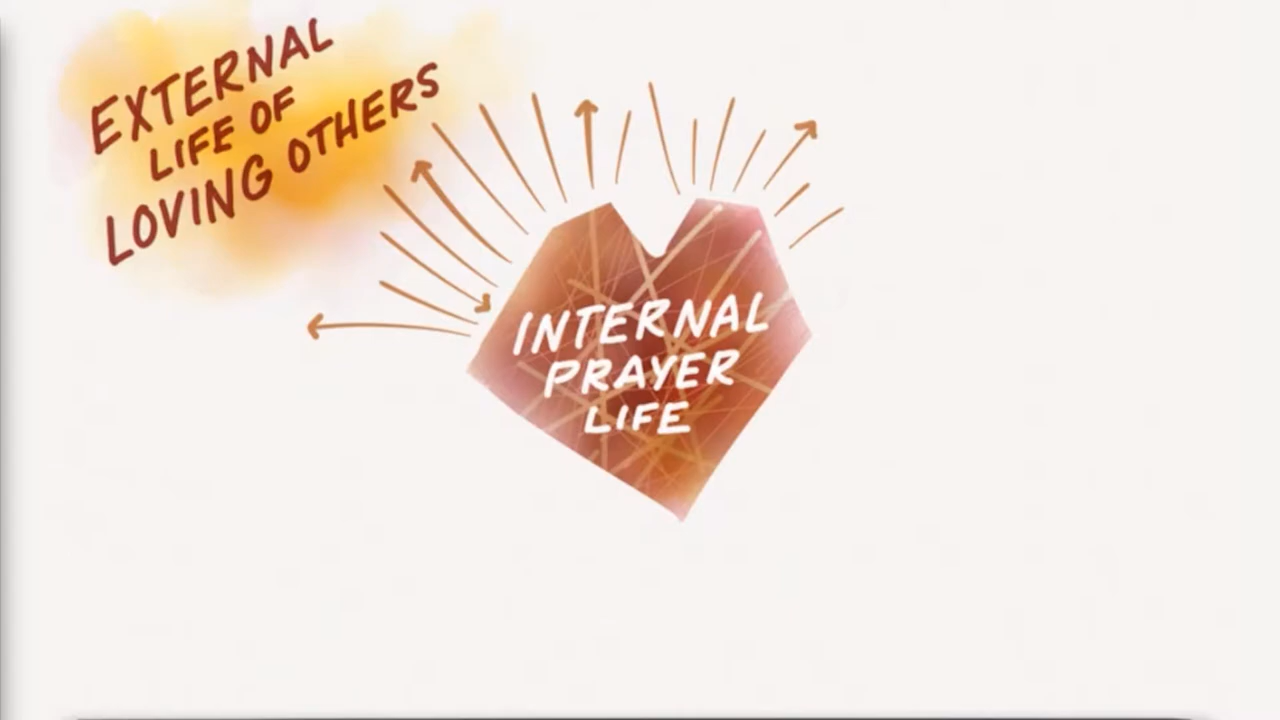 EXTERNAL
LIFE OF
LOVING OTHERS
INTERNAL
PRAYER
LIFE